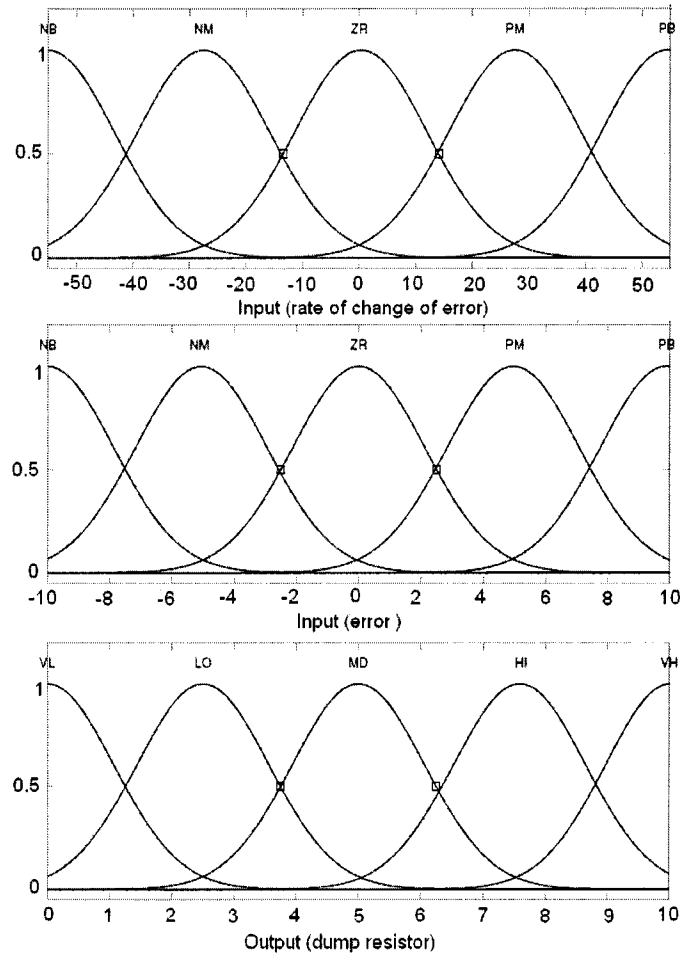 NB NM ZR PM PB
1
0.5
0
-50 -40 -30 -20 -10 0 10 20 30 40 50
Input (rate of change of error)
NB NM ZR PM PB
1
0.5
0
-10 -8 -6 -4 -2 0 2 4 6 8 10
Input (error )
VL LO MD HI VH
1
0.5
0
0 1 2 3 4 5 6 7 8 9 10
Output (dump resistor)